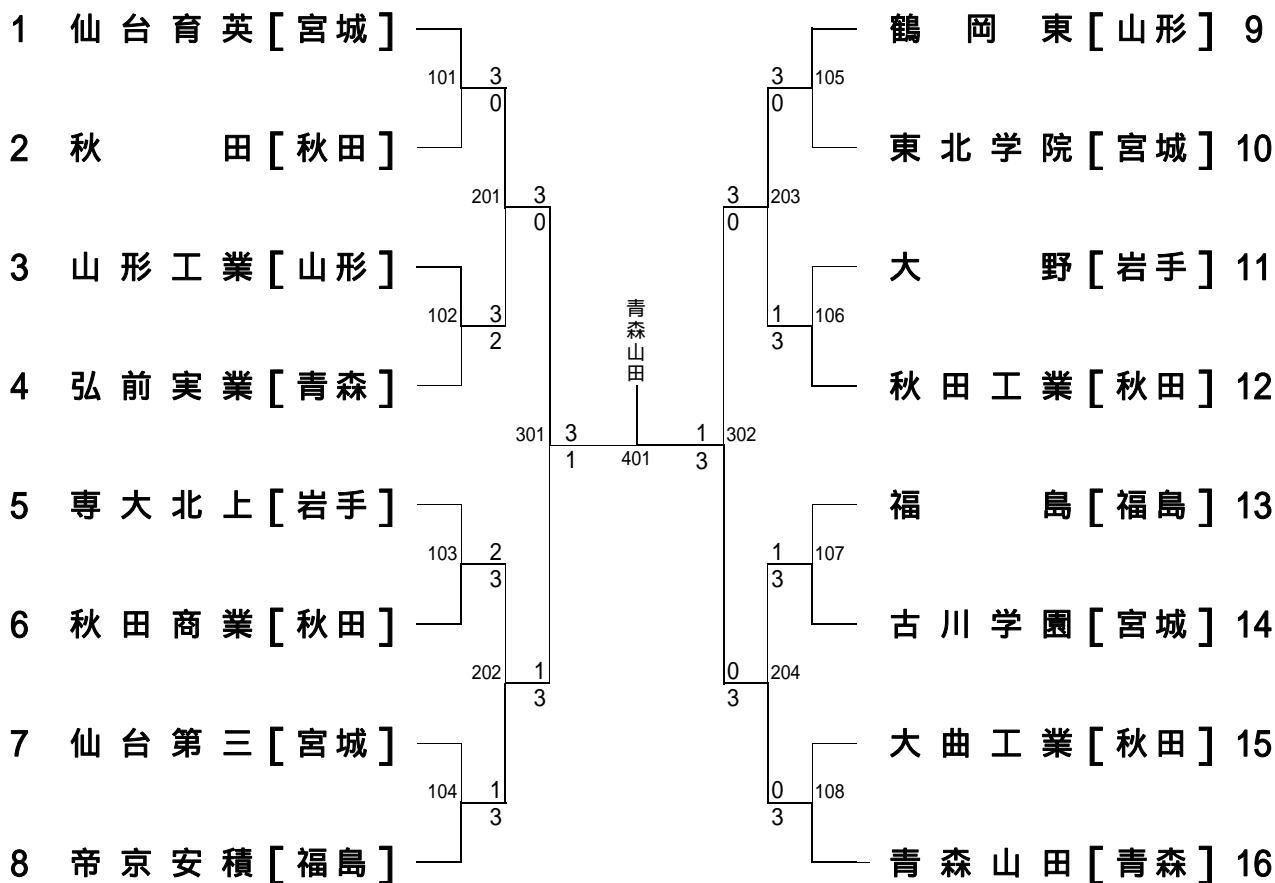 1 仙台育英[宮城]
鶴岡東[山形] 9
101 3
0
3 105
0
2 秋田[秋田]
東北学院[宮城] 10
201 3
0
3 203
0
3 山形工業[山形]
大野[岩手] 11
102 3
2
1 106
3
青森山田
4 弘前実業[青森]
秋田工業[秋田] 12
301 3
1
401
1 302
3
5 専大北上[岩手]
福島[福島] 13
103 2
3
1 107
3
6 秋田商業[秋田]
古川学園[宮城] 14
202 1
3
0 204
3
7 仙台第三[宮城]
大曲工業[秋田] 15
104 1
3
0 108
3
8 帝京安積[福島]
青森山田[青森] 16